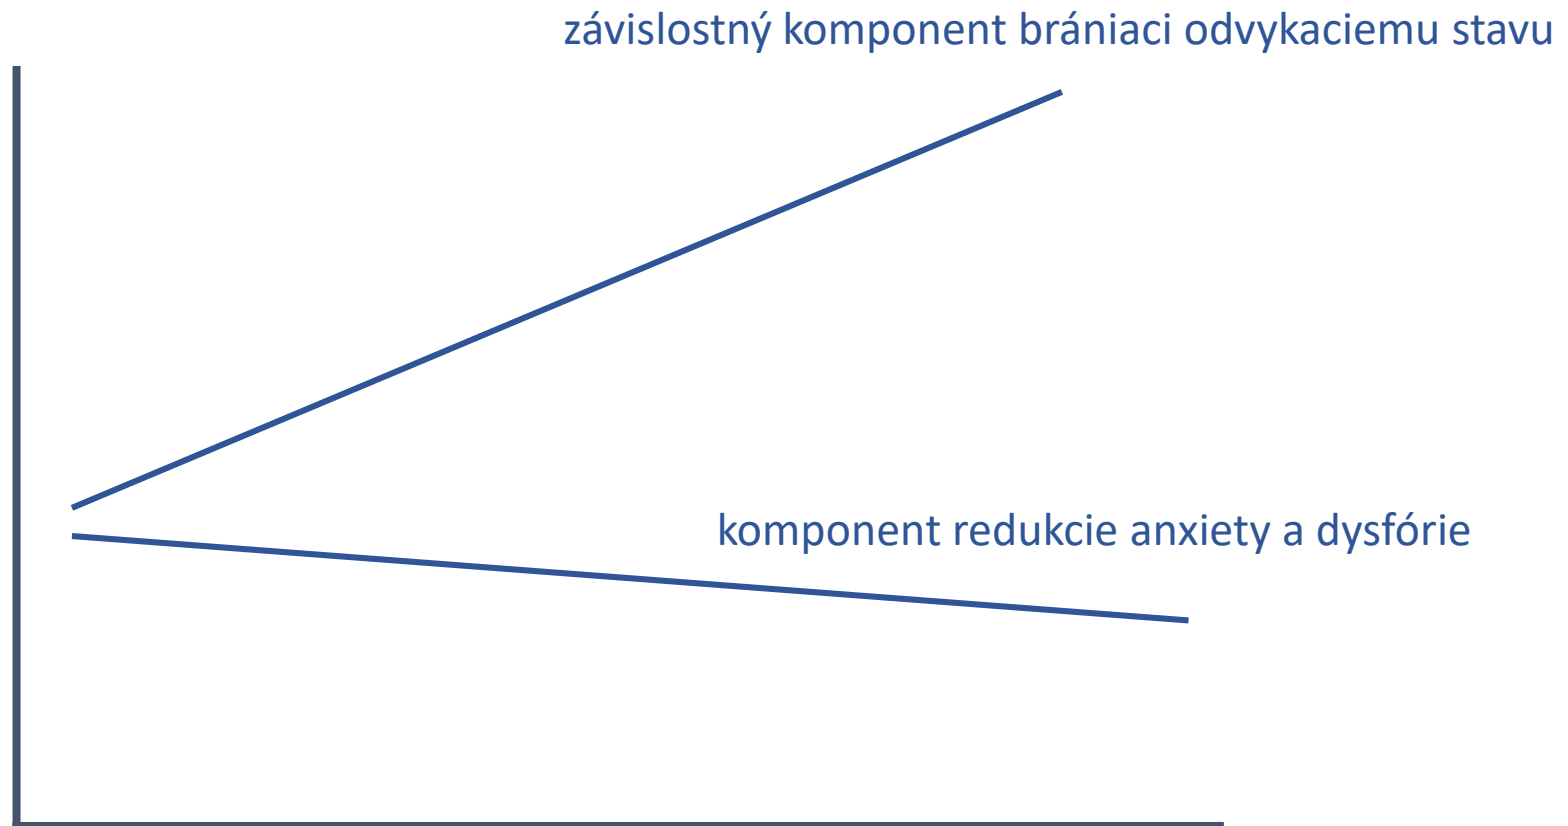 závislostný komponent brániaci odvykaciemu stavu
komponent redukcie anxiety a dysfórie